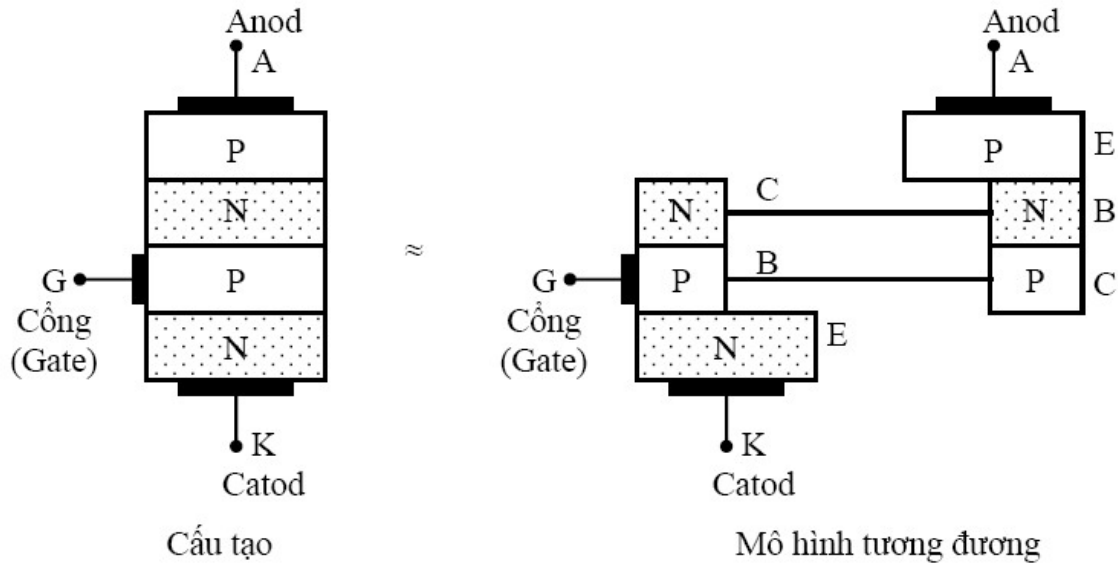 Anod
A
P
N
P
N
G
Cổng
(Gate)
K
Catod
Cấu tạo
≈
Anod
A
P
E
N
C
N
B
P
B
P
C
G
Cổng
(Gate)
N
E
K
Catod
Mô hình tương đương